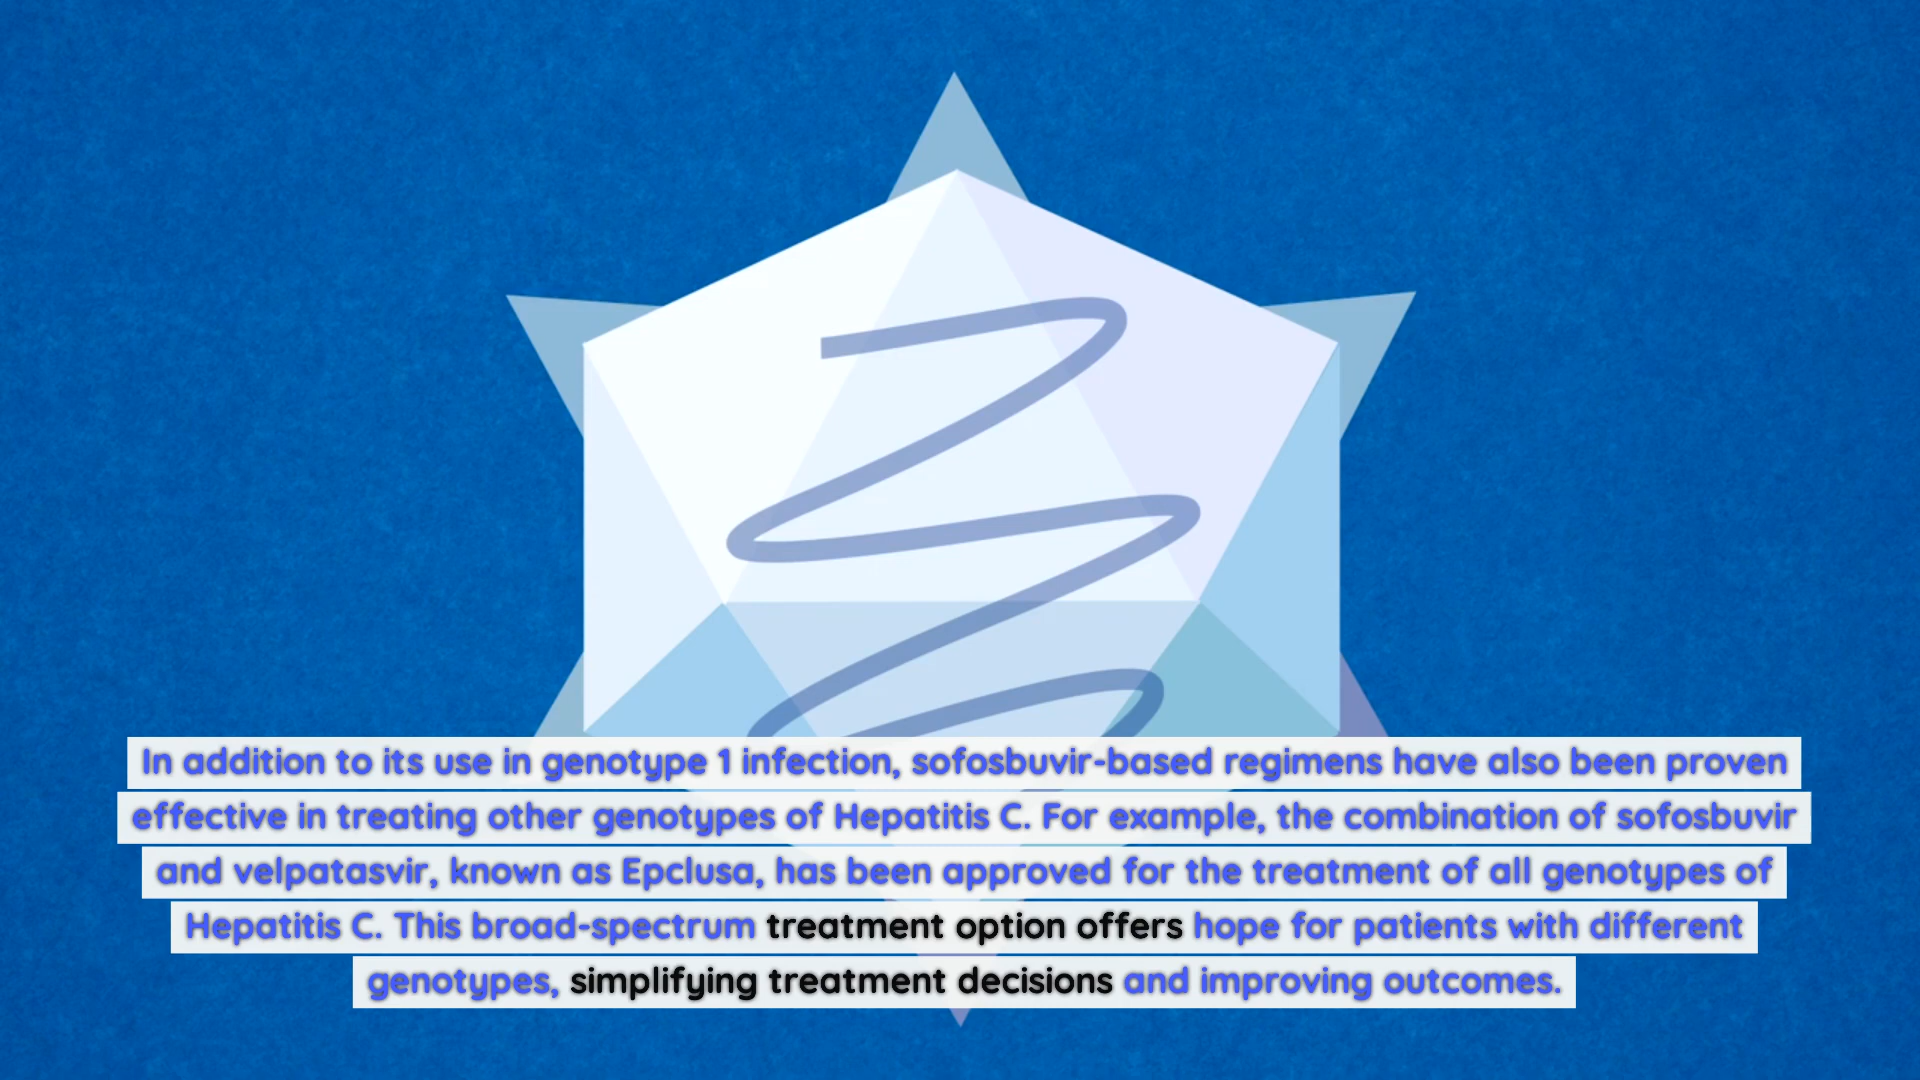 In addition to its use in genotype 1 infection, sofosbuvir-based regimens have also been proven
effective in treating other genotypes of Hepatitis C. For example, the combination of sofosbuvir
and velpatasvir, known as Epclusa, has been approved for the treatment of all genotypes of
Hepatitis C. This broad-spectrum treatment option offers hope for patients with different
genotypes, simplifying treatment decisions and improving outcomes.